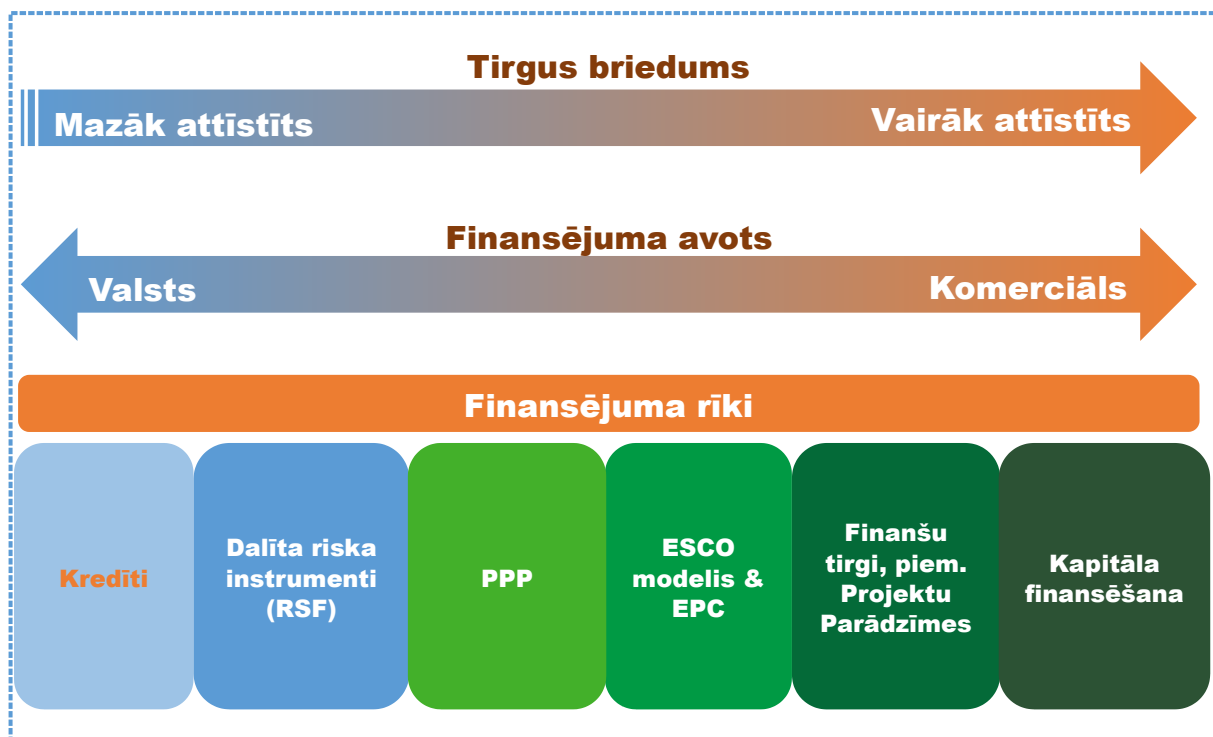 Tirgus briedums
Mazāk attīstīts
Vairāk attīstīts
Finansējuma avots
Valsts
Komerciāls
Finansējuma rīki
Kredīti
Dalīta riska
instrumenti
(RSF)
PPP
ESCO
modelis &
EPC
Finanšu
tirgi, piem.
Projektu
Parādzīmes
Kapitāla
finansēšana